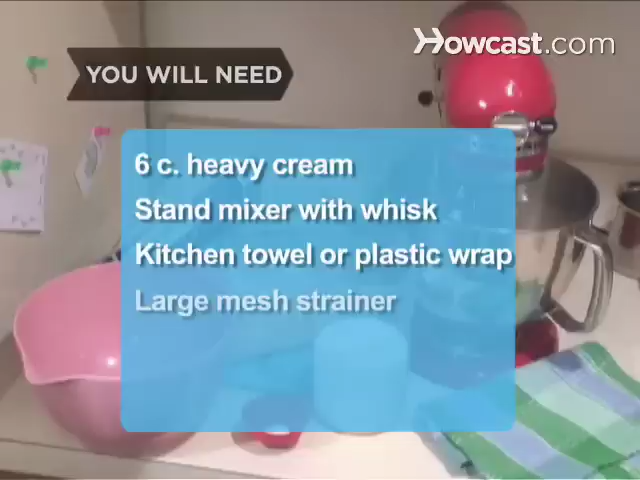 Howcast.com
YOU WILL NEED
6 c. heavy cream
Stand mixer with whisk
Kitchen towel or plastic wrap
Large mesh strainer